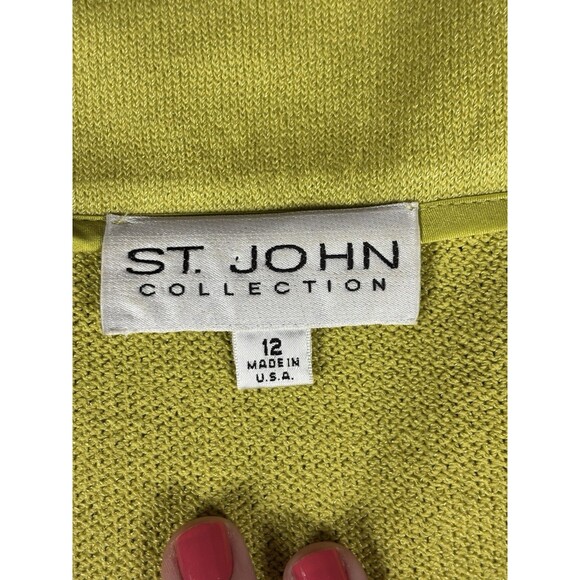 ST. JOHN
COLLECTION
12
MADE IN
U.S.A.